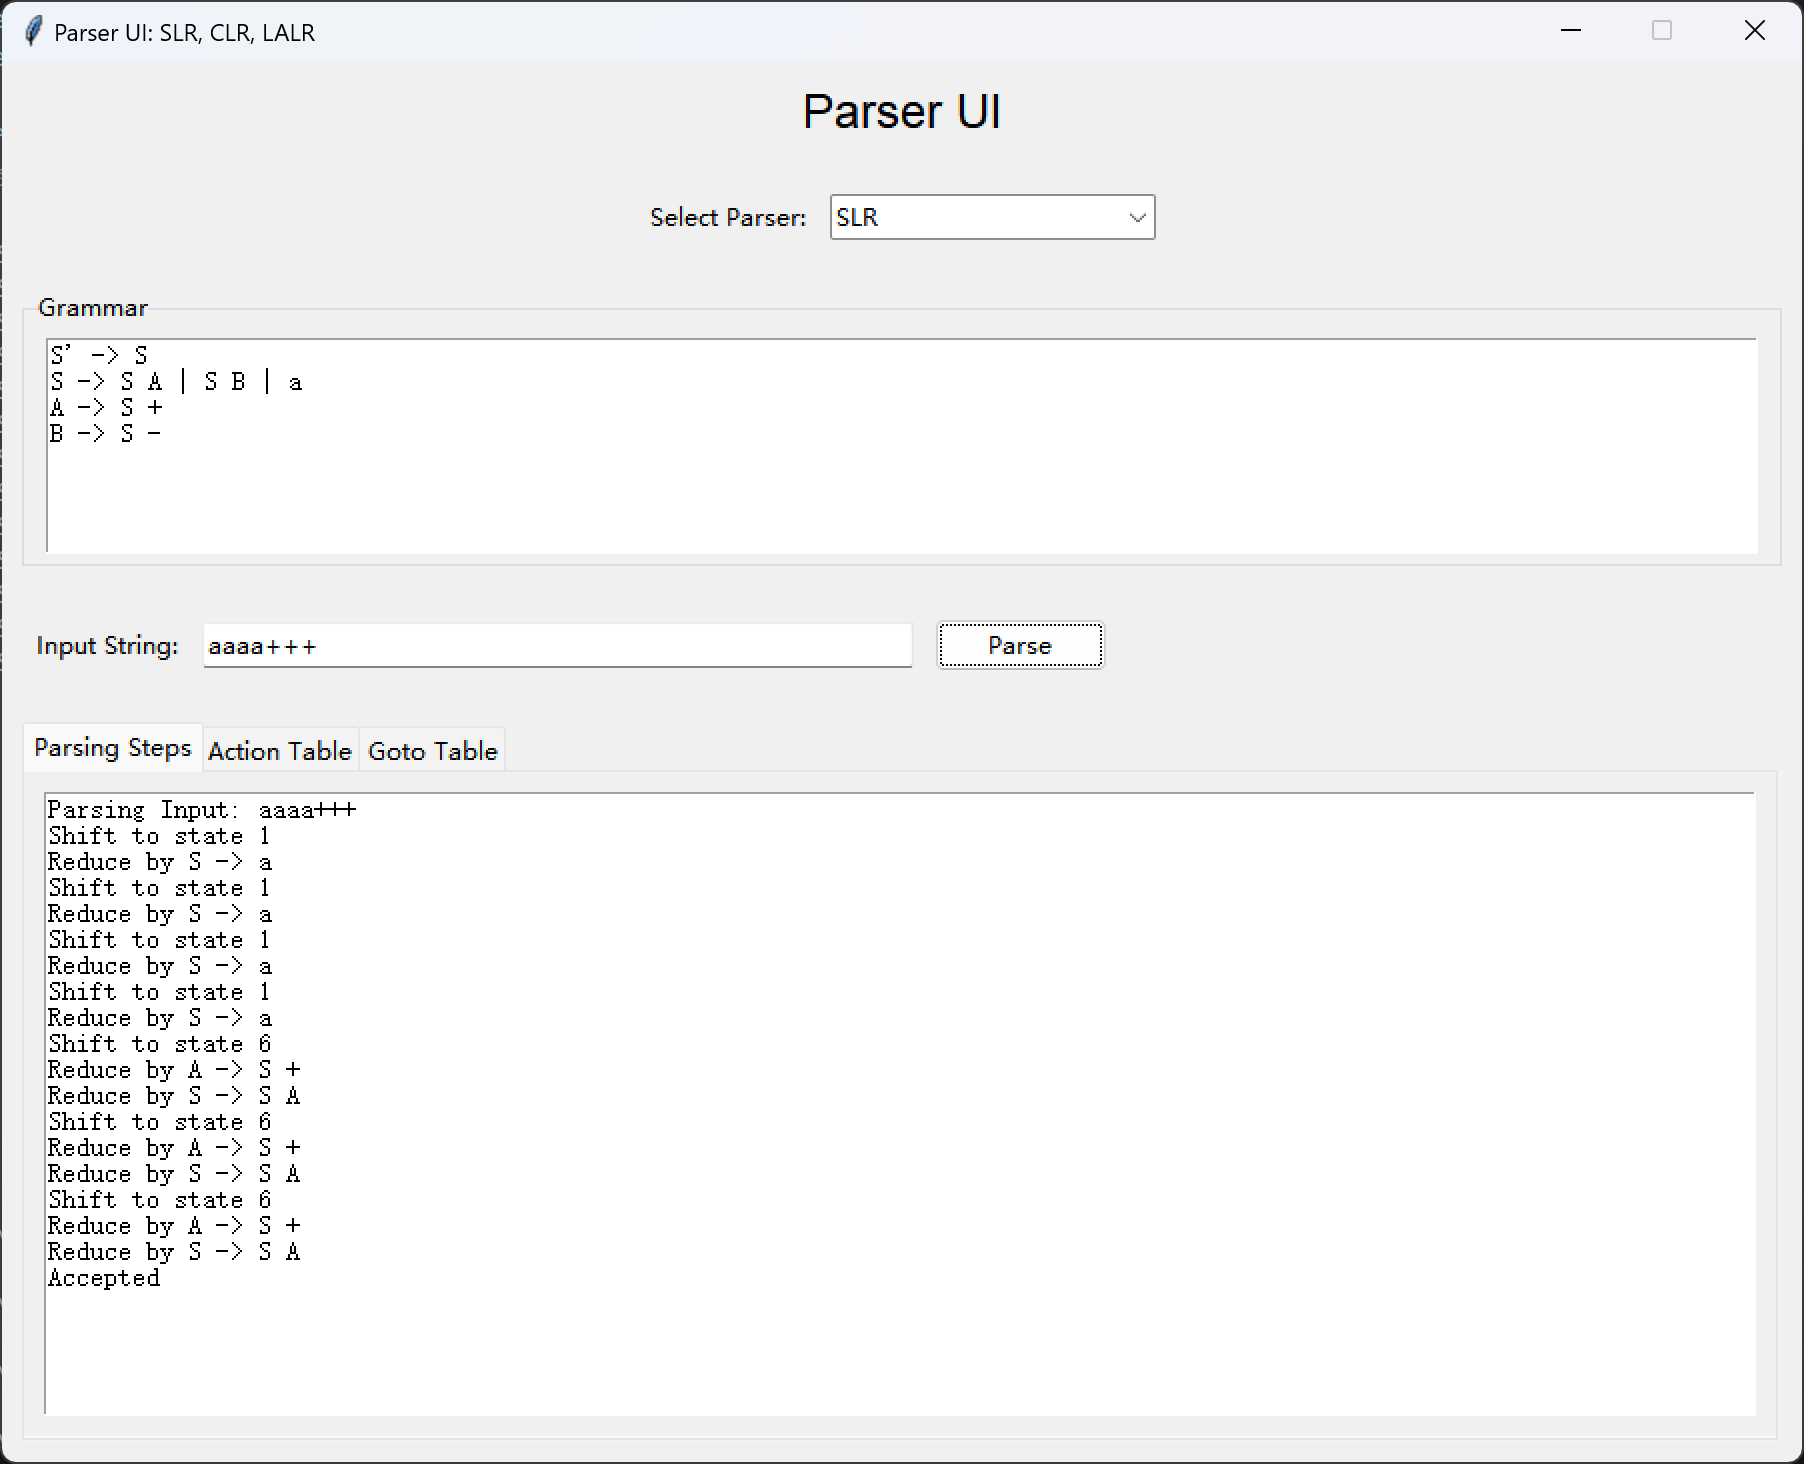 Parser UI: SLR, CLR, LALR
Parser UI
Select Parser: SLR
Grammar
S' -> S
S -> S A | S B | a
A -> S +
B -> S -
Input String: aaaa+++ Parse
Parsing Steps Action Table Goto Table
Parsing Input: aaaa+++
Shift to state 1
Reduce by S -> a
Shift to state 1
Reduce by S -> a
Shift to state 1
Reduce by S -> a
Shift to state 1
Reduce by S -> a
Shift to state 6
Reduce by A -> S +
Reduce by S -> S A
Shift to state 6
Reduce by A -> S +
Reduce by S -> S A
Shift to state 6
Reduce by A -> S +
Reduce by S -> S A
Accepted